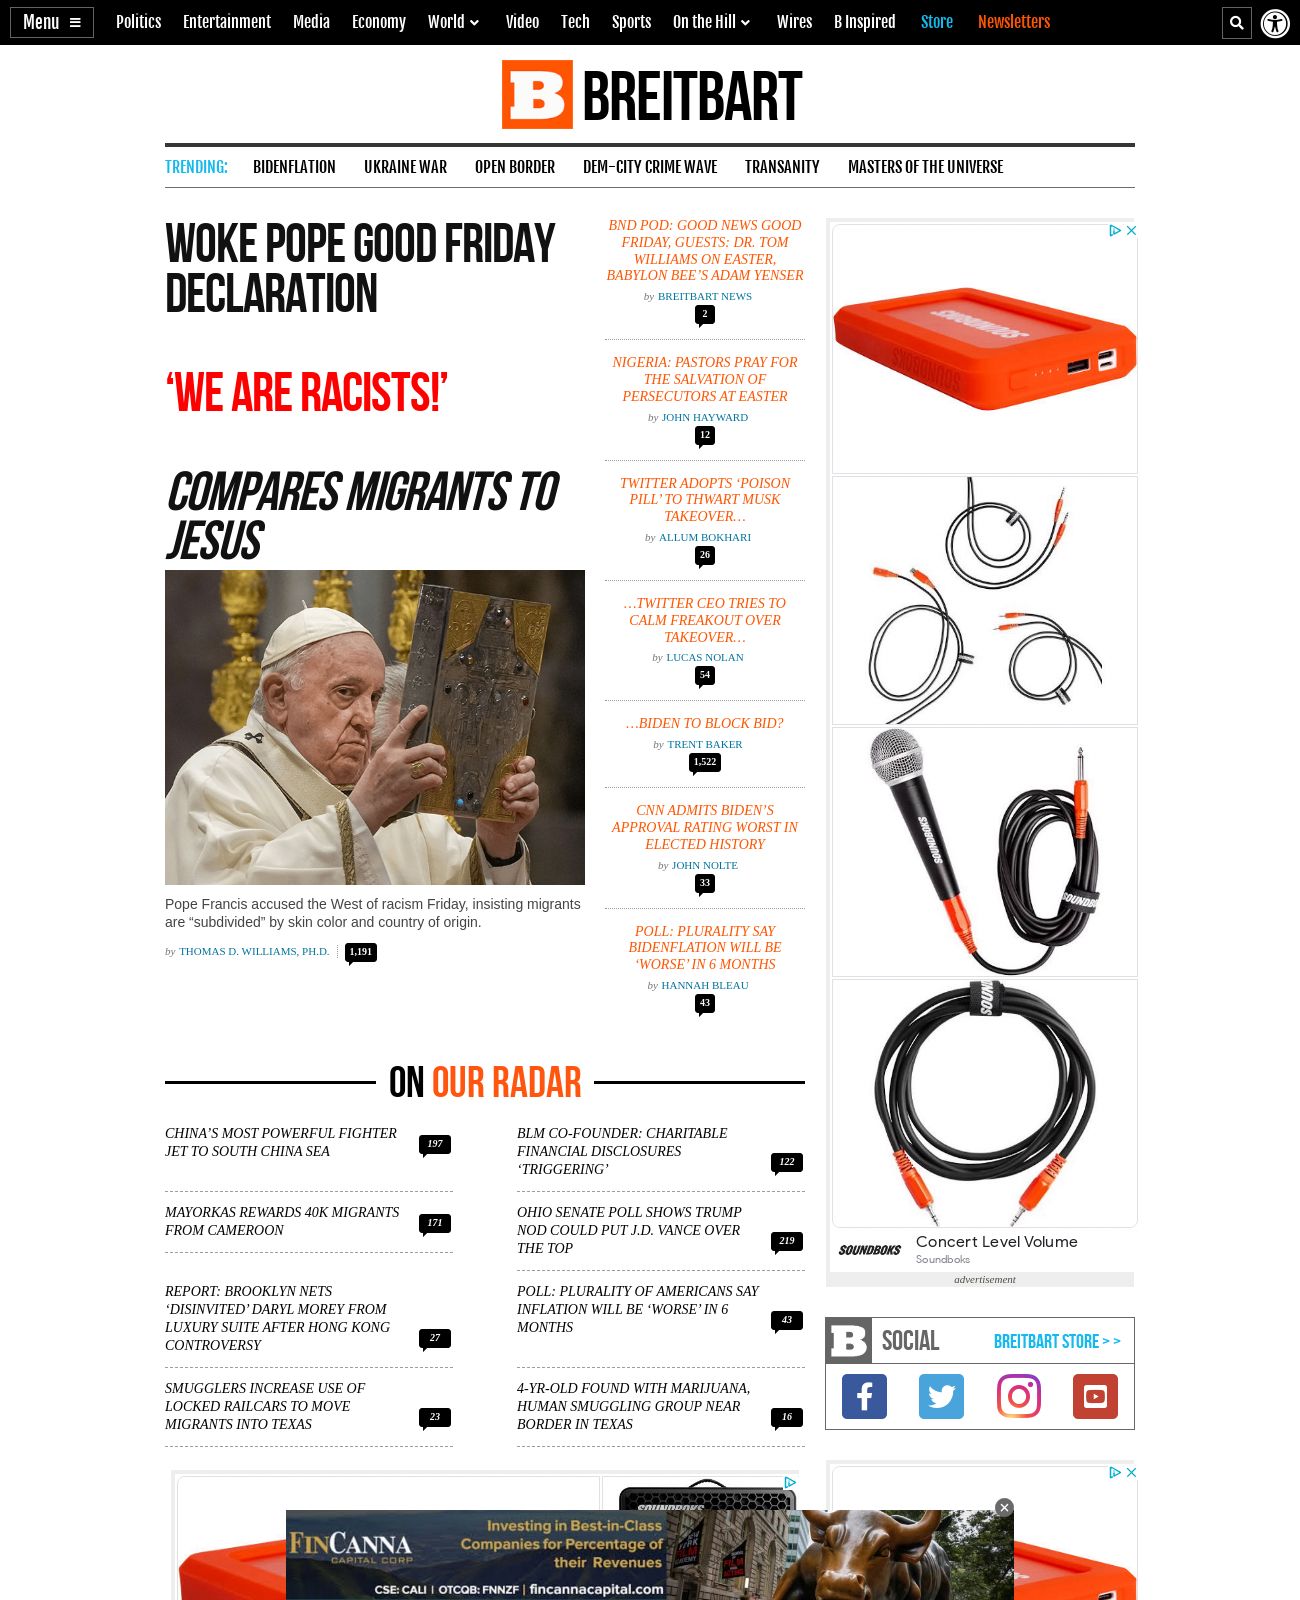 Menu ≡ Politics Entertainment Media Economy World Video Tech Sports On the Hill Wires B Inspired Store Newsletters
B BREITBART
TRENDING: BIDENFLATION UKRAINE WAR OPEN BORDER DEM-CITY CRIME WAVE TRANSANITY MASTERS OF THE UNIVERSE
WOKE POPE GOOD FRIDAY
DECLARATION
‘WE ARE RACISTS!’
COMPARES MIGRANTS TO
JESUS
Pope Francis accused the West of racism Friday, insisting migrants
are “subdivided” by skin color and country of origin.
by THOMAS D. WILLIAMS, PH.D. 1,191
BND POD: GOOD NEWS GOOD
FRIDAY, GUESTS: DR. TOM
WILLIAMS ON EASTER,
BABYLON BEE’S ADAM YENSER
by BREITBART NEWS
2
NIGERIA: PASTORS PRAY FOR
THE SALVATION OF
PERSECUTORS AT EASTER
by JOHN HAYWARD
12
TWITTER ADOPTS ‘POISON
PILL’ TO THWART MUSK
TAKEOVER…
by ALLUM BOKHARI
26
…TWITTER CEO TRIES TO
CALM FREAKOUT OVER
TAKEOVER…
by LUCAS NOLAN
54
…BIDEN TO BLOCK BID?
by TRENT BAKER
1,522
CNN ADMITS BIDEN’S
APPROVAL RATING WORST IN
ELECTED HISTORY
by JOHN NOLTE
33
POLL: PLURALITY SAY
BIDENFLATION WILL BE
‘WORSE’ IN 6 MONTHS
by HANNAH BLEAU
43
SOUNDBOKS
SOUNDBOKS
SOUNDBOKS
SOUNDBOKS Concert Level Volume
Soundboks
advertisement
ON OUR RADAR
CHINA’S MOST POWERFUL FIGHTER
JET TO SOUTH CHINA SEA
197
BLM CO-FOUNDER: CHARITABLE
FINANCIAL DISCLOSURES
‘TRIGGERING’
122
MAYORKAS REWARDS 40K MIGRANTS
FROM CAMEROON
171
OHIO SENATE POLL SHOWS TRUMP
NOD COULD PUT J.D. VANCE OVER
THE TOP
219
REPORT: BROOKLYN NETS
‘DISINVITED’ DARYL MOREY FROM
LUXURY SUITE AFTER HONG KONG
CONTROVERSY
27
POLL: PLURALITY OF AMERICANS SAY
INFLATION WILL BE ‘WORSE’ IN 6
MONTHS
43
SMUGGLERS INCREASE USE OF
LOCKED RAILCARS TO MOVE
MIGRANTS INTO TEXAS
23
4-YR-OLD FOUND WITH MARIJUANA,
HUMAN SMUGGLING GROUP NEAR
BORDER IN TEXAS
16
B SOCIAL BREITBART STORE > >
SOUNDBOKS
FINCANNA
CAPITAL CORP
Investing in Best-in-Class
Companies for Percentage of
their Revenues
CSE: CALI | OTCQB: FNNZF | fincannacapital.com